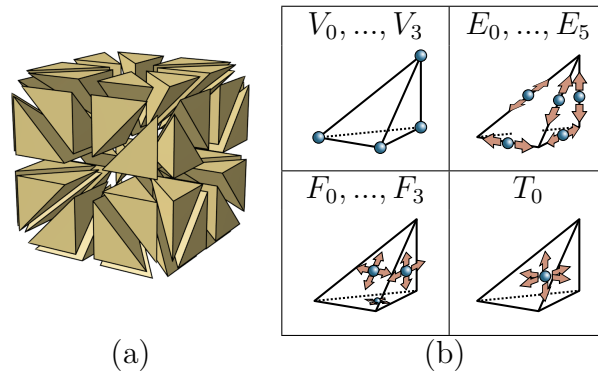 V₀, ..., V₃
E₀, ..., E₅
F₀, ..., F₃
T₀
(a)
(b)